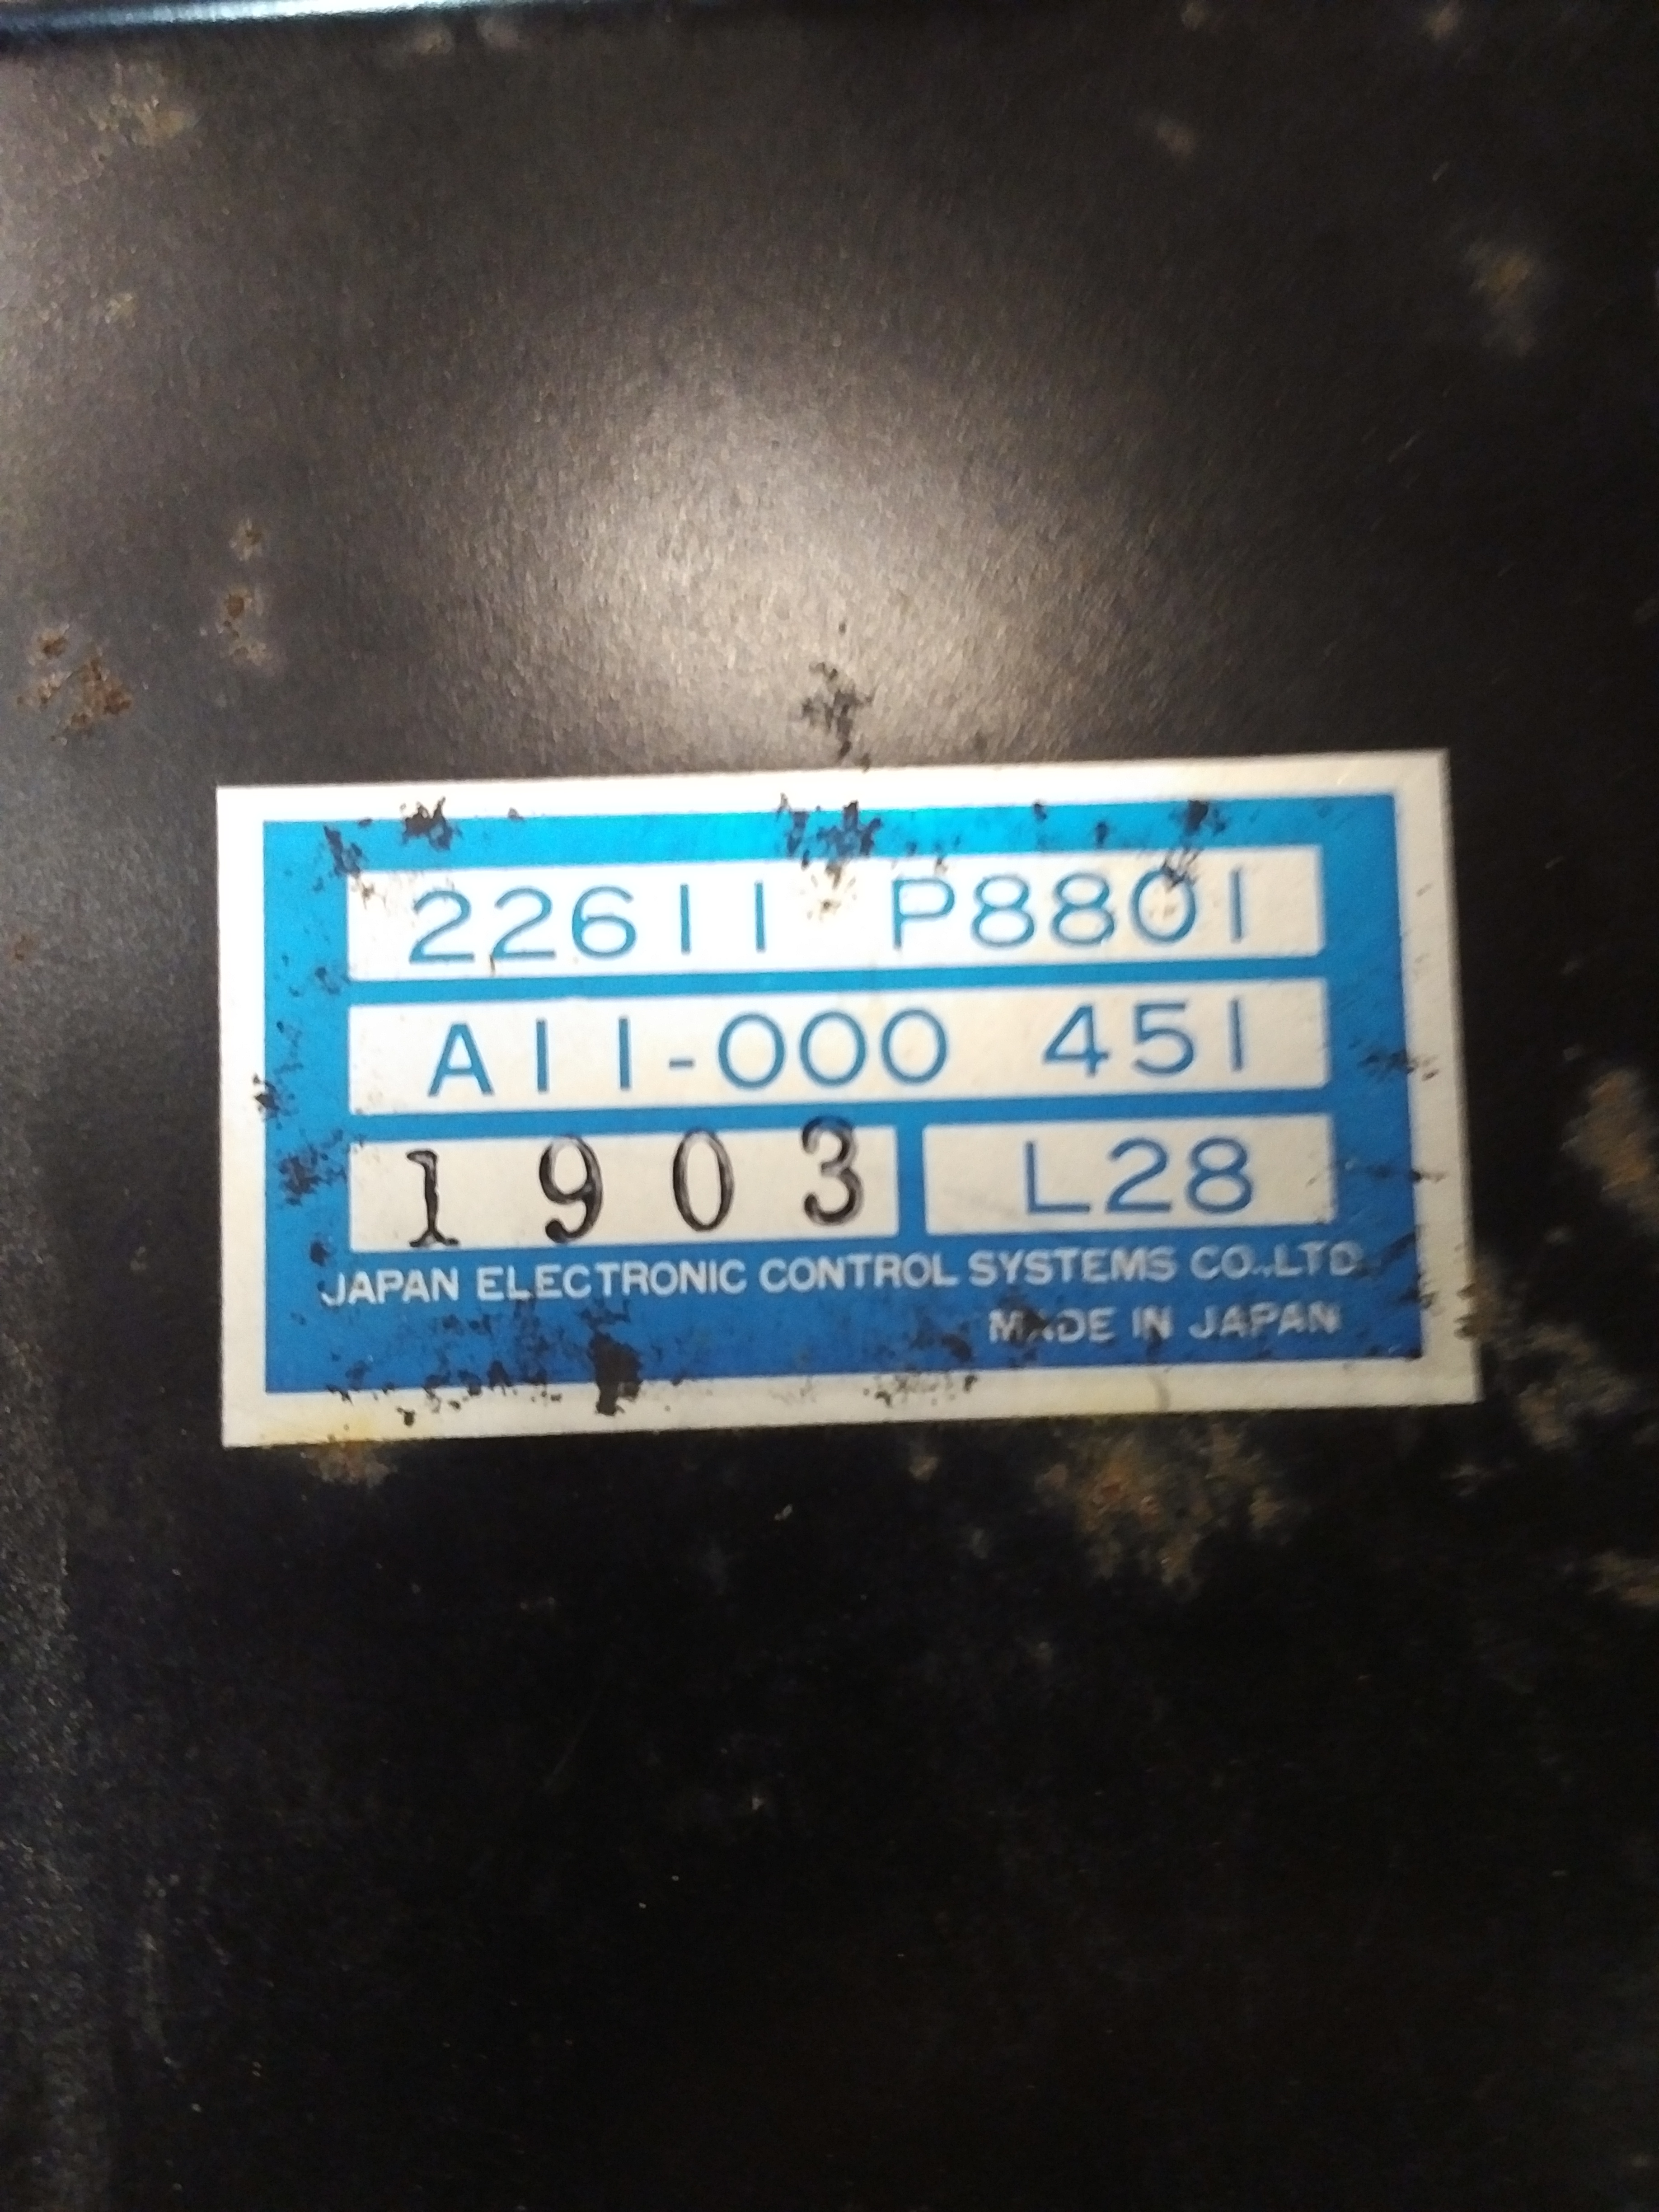 22611 P8801
A11-000 451
1903 L28
JAPAN ELECTRONIC CONTROL SYSTEMS CO.,LTD.
MADE IN JAPAN